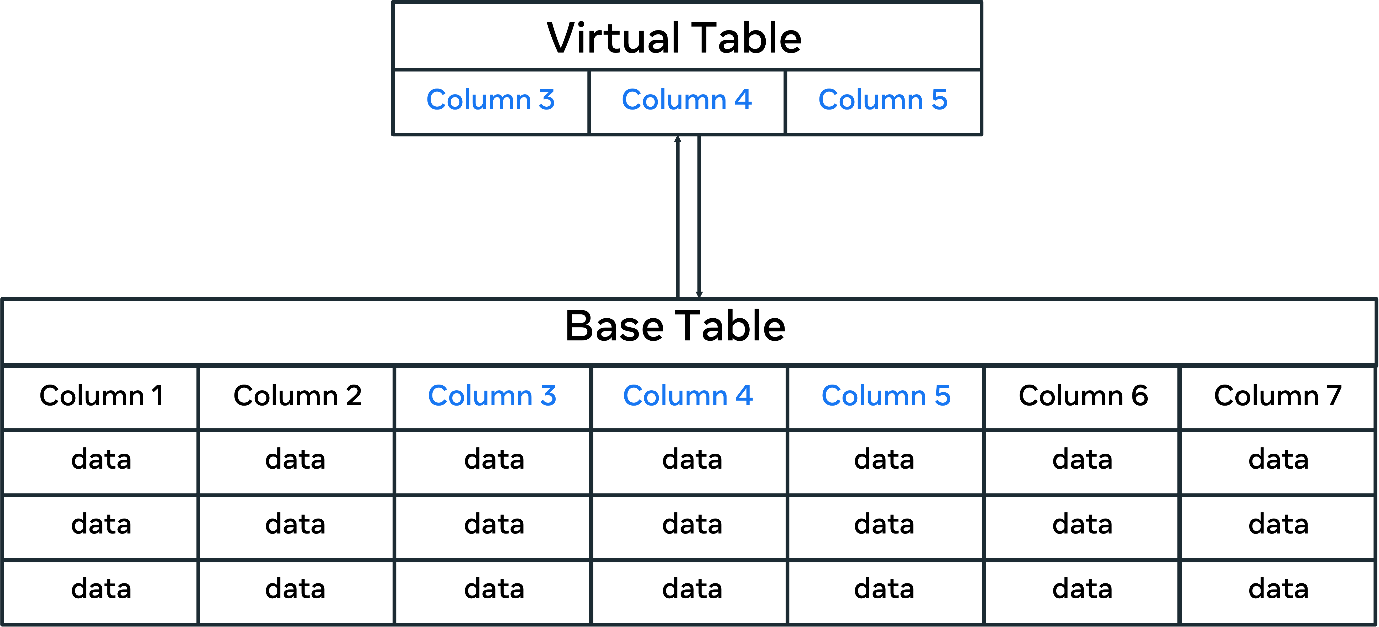 Virtual Table
Column 3 Column 4 Column 5
Base Table
Column 1 Column 2 Column 3 Column 4 Column 5 Column 6 Column 7
data data data data data data data
data data data data data data data
data data data data data data data